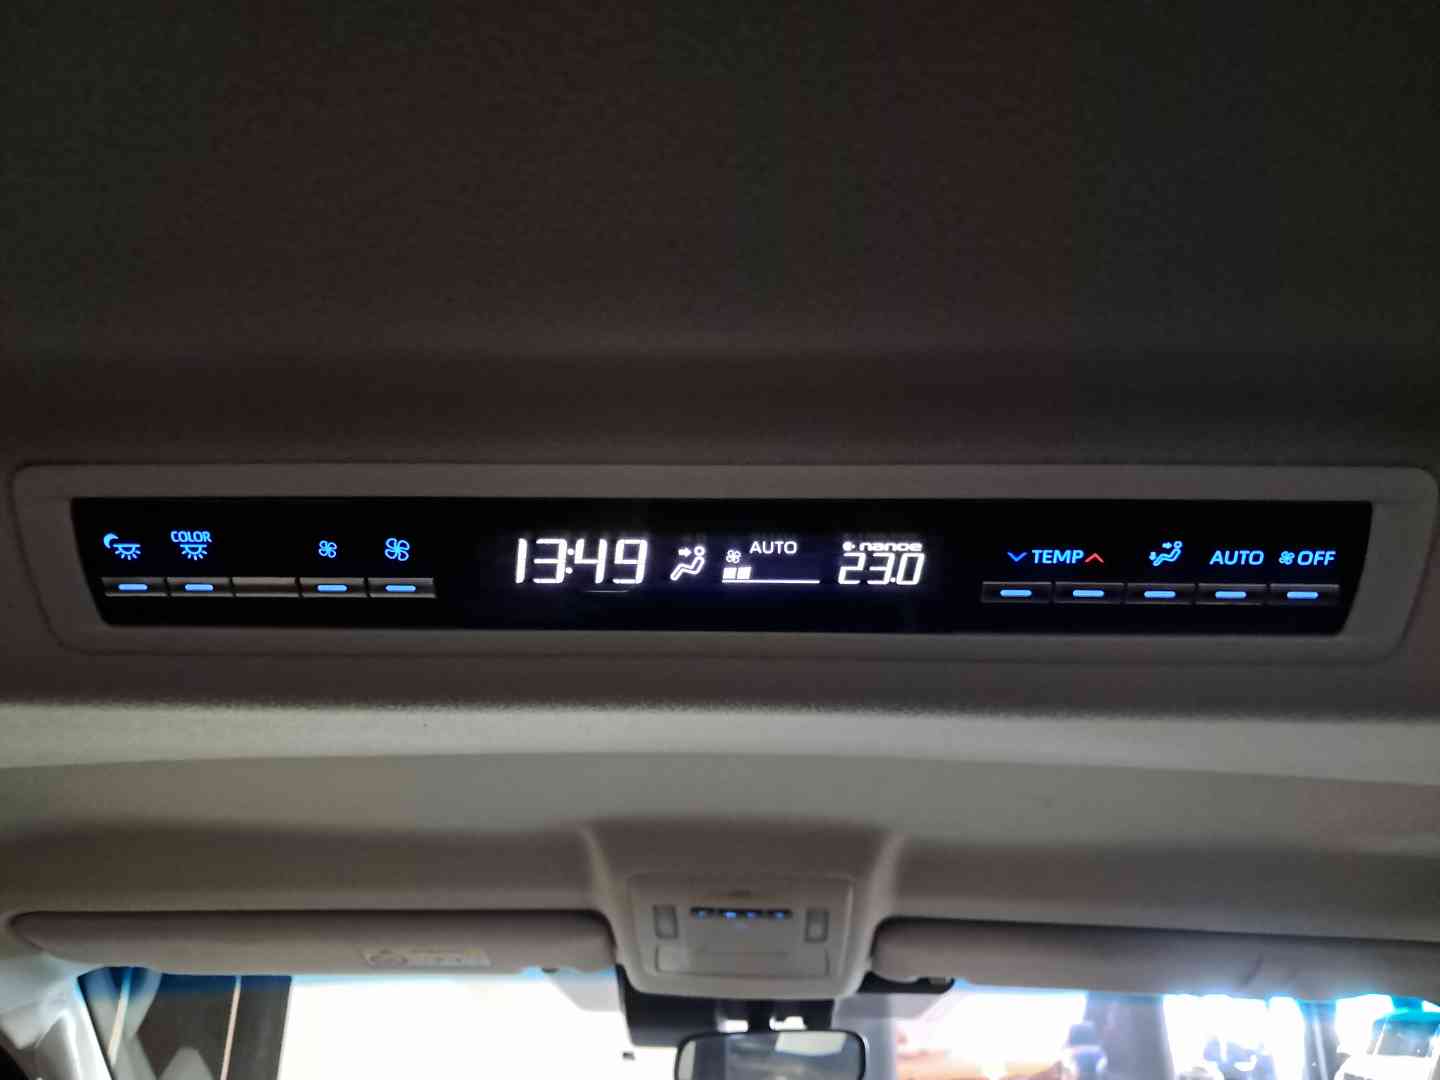 COLOR
13:49
AUTO
nanoe
23.0
TEMP
AUTO
OFF